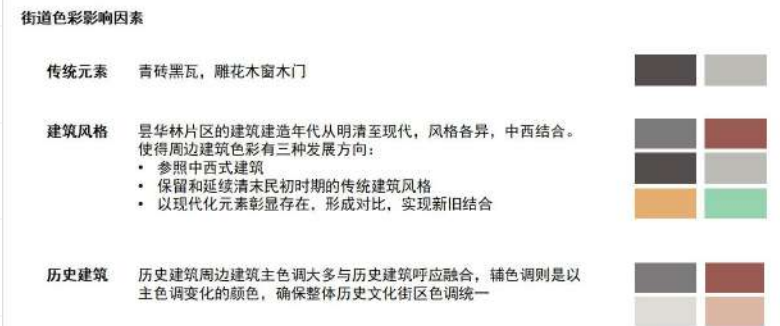 街道色彩影响因素
传统元素 青砖黑瓦，雕花木窗木门
建筑风格 昙华林片区的建筑建造年代从明清至现代，风格各异，中西结合。
使得周边建筑色彩有三种发展方向：
• 参照中西式建筑
• 保留和延续清末民初时期的传统建筑风格
• 以现代化元素彰显存在，形成对比，实现新旧结合
历史建筑 历史建筑周边建筑主色调大多与历史建筑呼应融合，辅色调则是以
主色调变化的颜色，确保整体历史文化街区色调统一